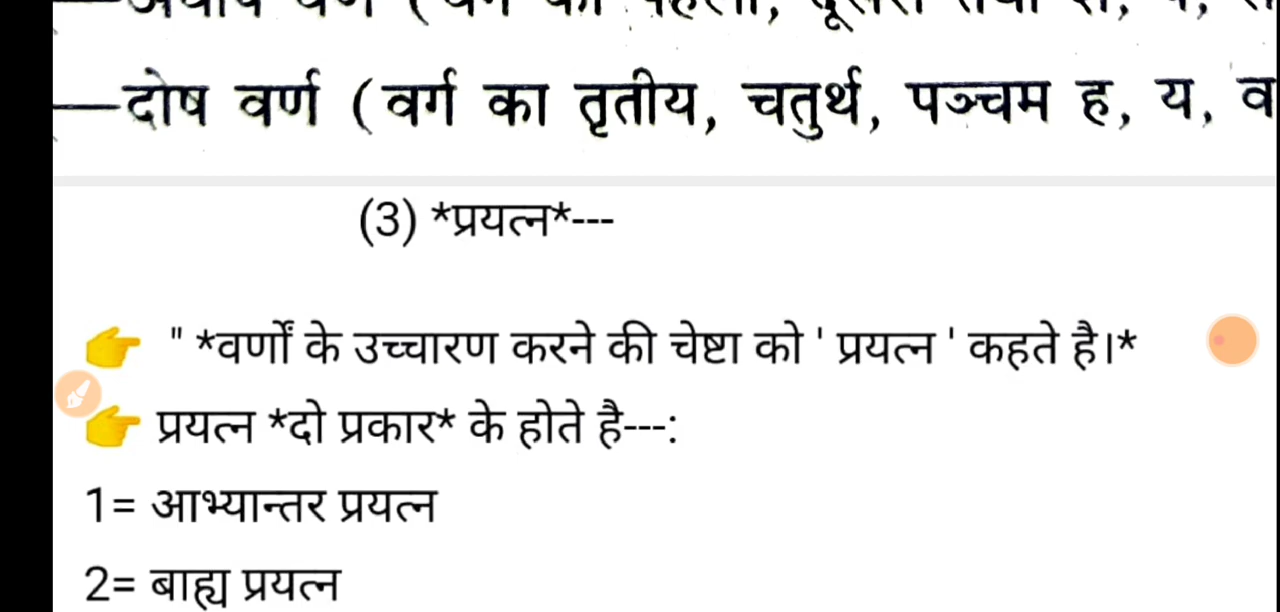 —दोष वर्ण (वर्ग का तृतीय, चतुर्थ, पञ्चम ह, य, व
(3) *प्रयत्न*---
👉 " *वर्णों के उच्चारण करने की चेष्टा को ' प्रयत्न ' कहते है।*
👉 प्रयत्न *दो प्रकार* के होते है---:
1= आभ्यान्तर प्रयत्न
2= बाह्य प्रयत्न